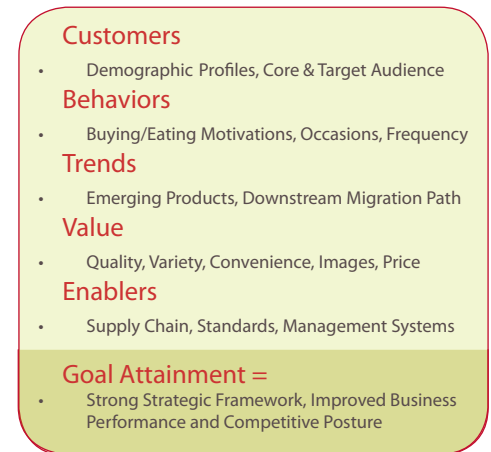 Customers
• Demographic Profiles, Core & Target Audience
Behaviors
• Buying/Eating Motivations, Occasions, Frequency
Trends
• Emerging Products, Downstream Migration Path
Value
• Quality, Variety, Convenience, Images, Price
Enablers
• Supply Chain, Standards, Management Systems
Goal Attainment =
• Strong Strategic Framework, Improved Business
Performance and Competitive Posture